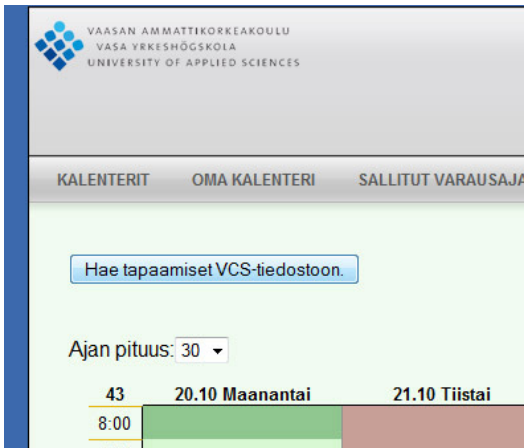 VAASAN AMMATTIKORKEAKOULU
VASA YRKESHÖGSKOLA
UNIVERSITY OF APPLIED SCIENCES
KALENTERIT OMA KALENTERI SALLITUT VARAUSAJA
Hae tapaamiset VCS-tiedostoon.
Ajan pituus: 30
43 20.10 Maanantai 21.10 Tiistai
8:00